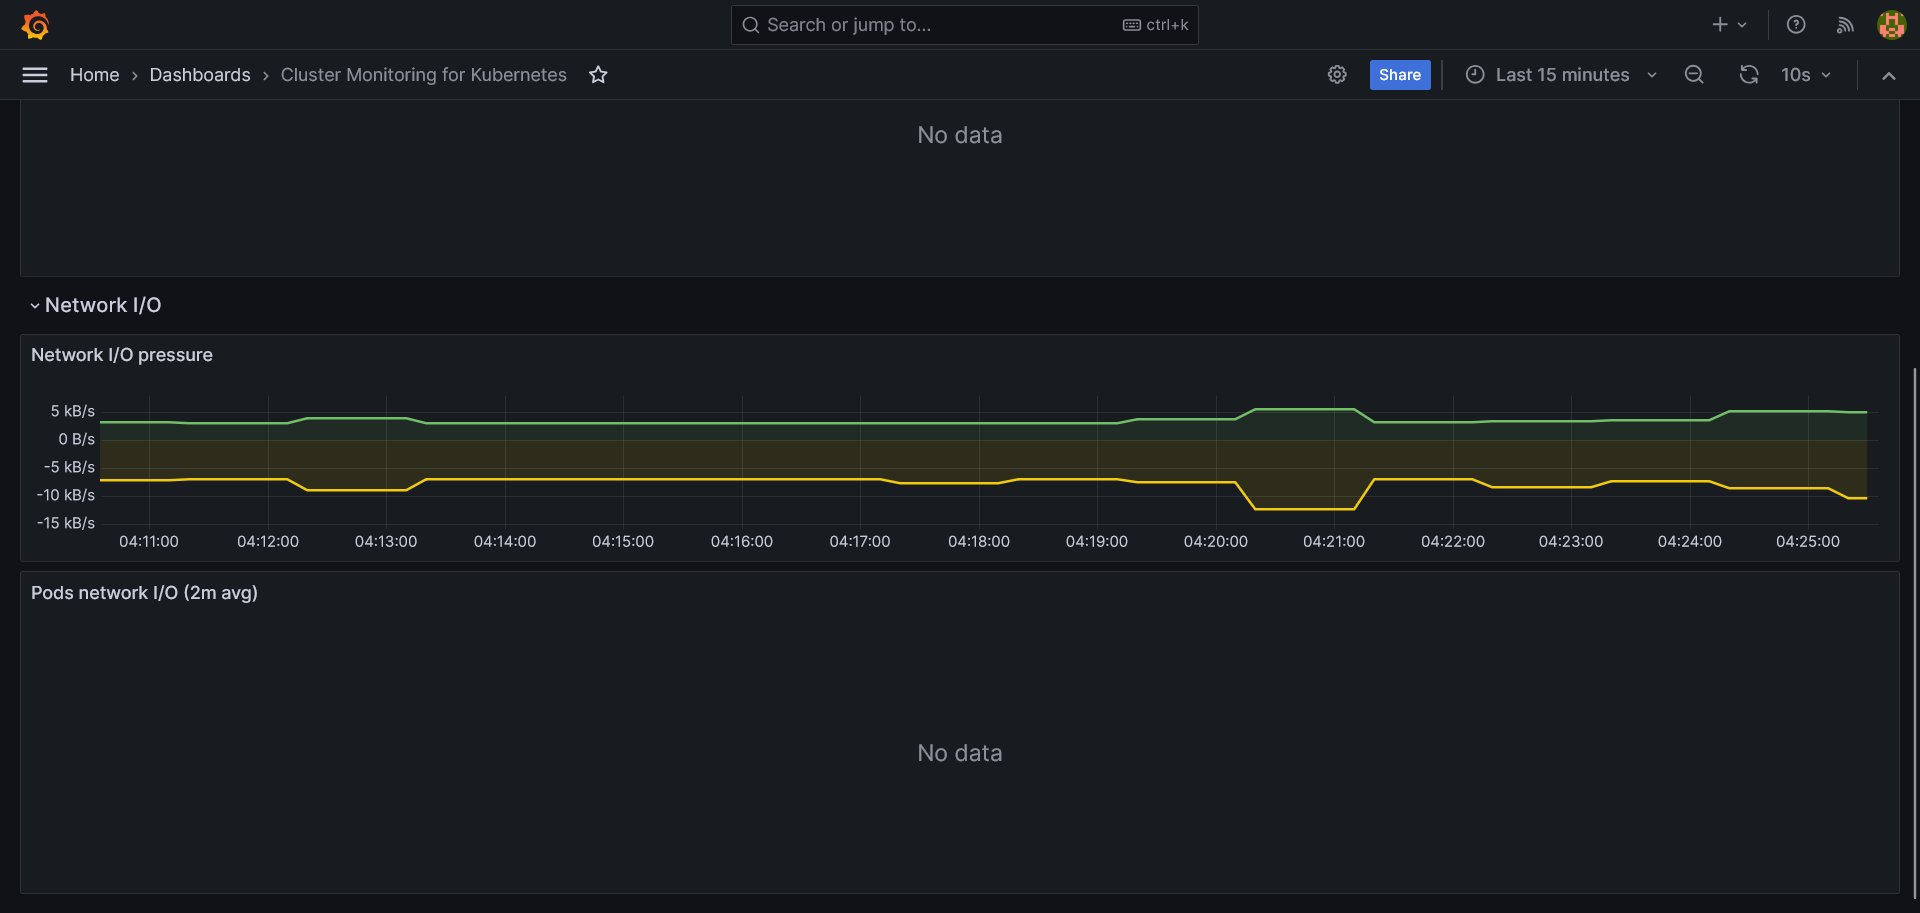 Search or jump to... ctrl+k
Home › Dashboards › Cluster Monitoring for Kubernetes Share Last 15 minutes 10s
No data
Network I/O
Network I/O pressure
5 kB/s
0 B/s
-5 kB/s
-10 kB/s
-15 kB/s
04:11:00 04:12:00 04:13:00 04:14:00 04:15:00 04:16:00 04:17:00 04:18:00 04:19:00 04:20:00 04:21:00 04:22:00 04:23:00 04:24:00 04:25:00
Pods network I/O (2m avg)
No data